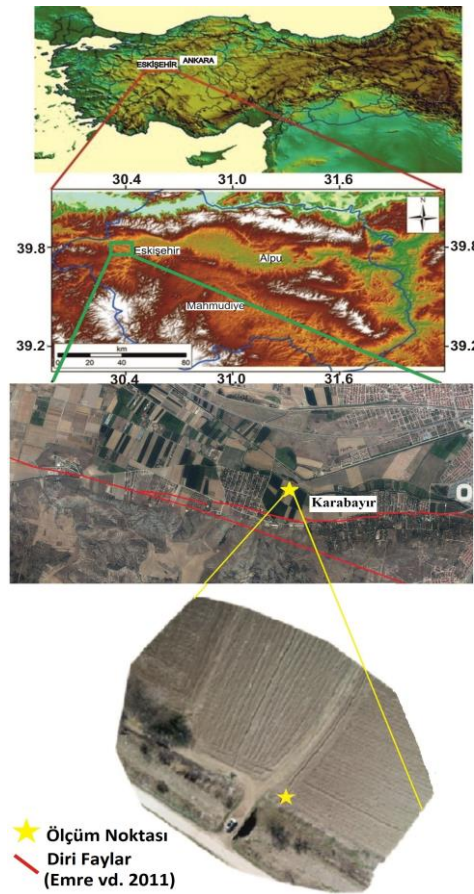 ESKİŞEHİR ANKARA
30.4 31.0 31.6
N
39.8 39.8
Eskişehir
Alpu
Mahmudiye
39.2 39.2
km
0 20 40 80
30.4 31.0 31.6
Karabayır
Ölçüm Noktası
Diri Faylar
(Emre vd. 2011)